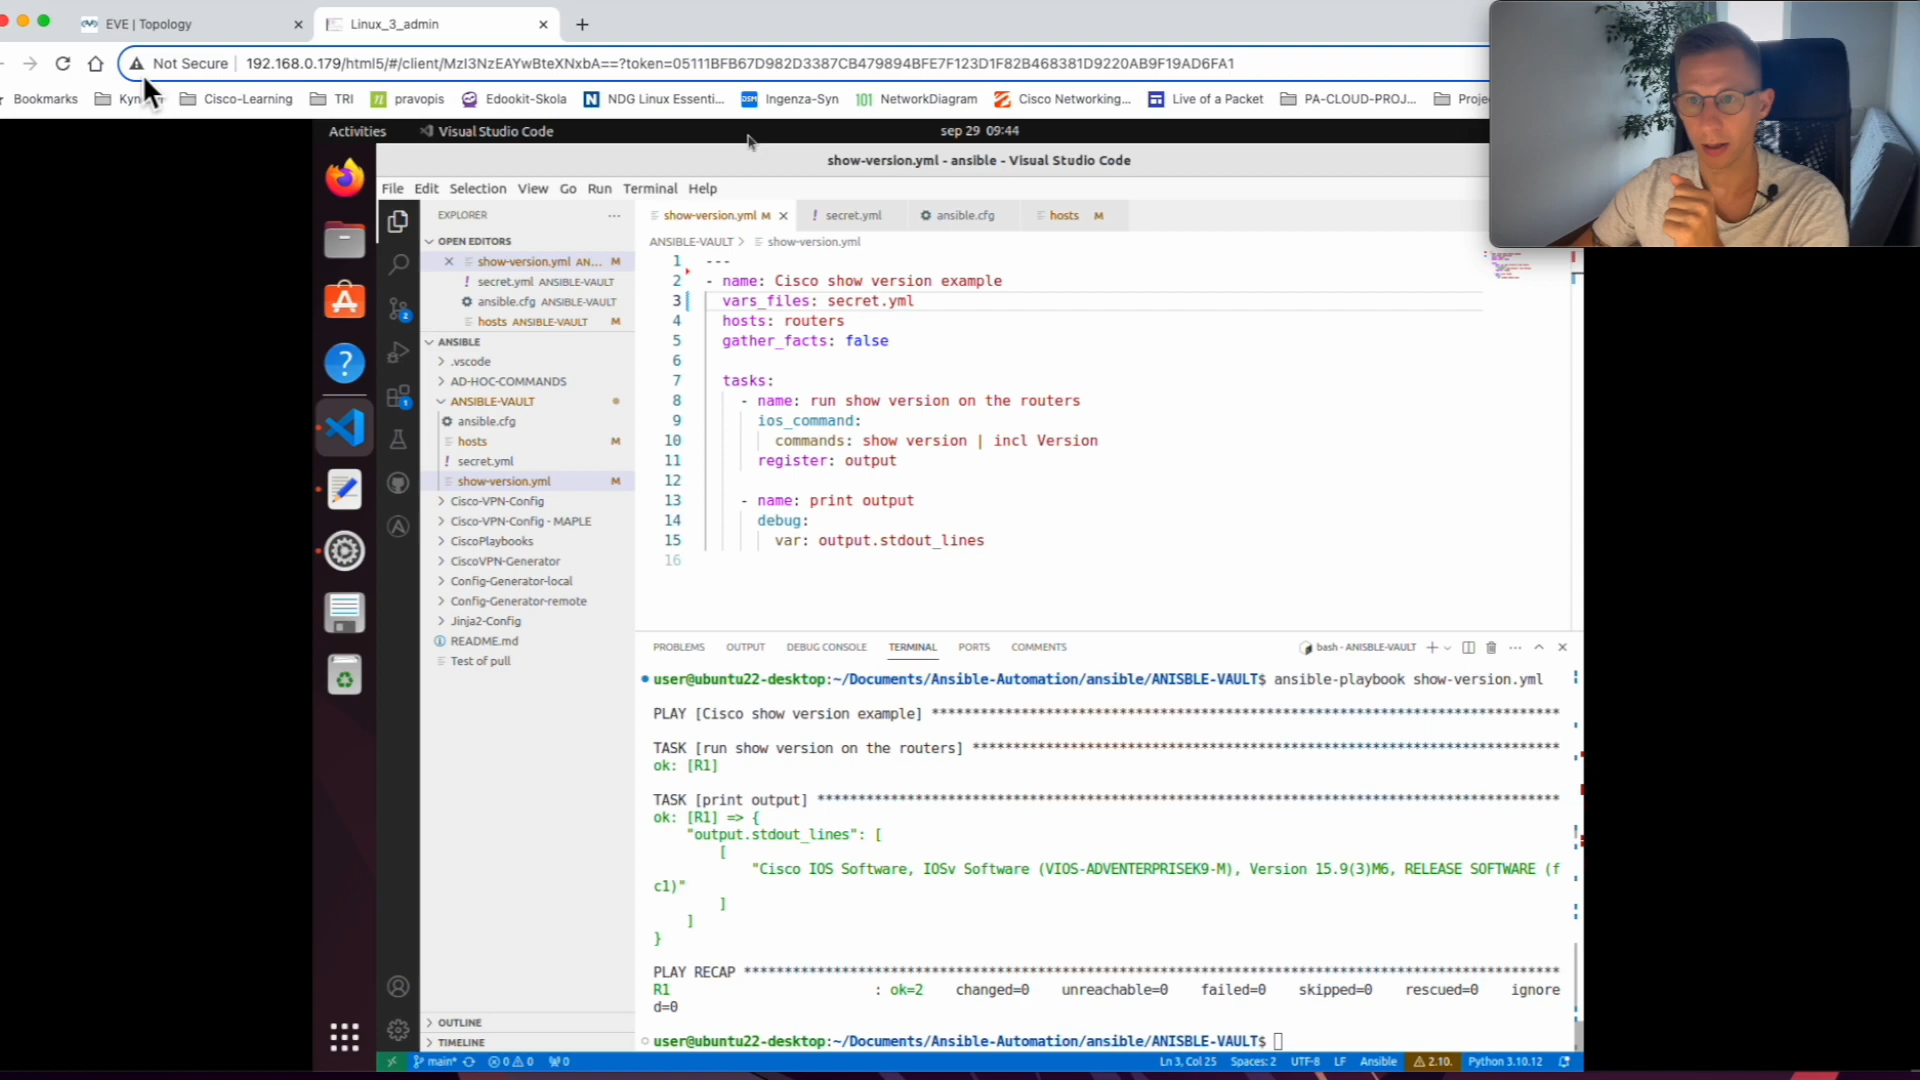 EVE | Topology
Linux_3_admin
Not Secure
192.168.0.179/html5/#/client/MzI3NzEAYwBteXNxbA==?token=05111BFB67D982D3387CB479894BFE7F123D1F82B468381D9220AB9F19AD6FA1
Bookmarks
Cisco-Learning
TRI
pravopis
Edookit-Skola
NDG Linux Essenti...
Ingenza-Syn
NetworkDiagram
Cisco Networking...
Live of a Packet
PA-CLOUD-PROJ...
Activities
Visual Studio Code
sep 29 09:44
show-version.yml - ansible - Visual Studio Code
File Edit Selection View Go Run Terminal Help
EXPLORER
OPEN EDITORS
show-version.yml AN... M
secret.yml ANSIBLE-VAULT
ansible.cfg ANSIBLE-VAULT
hosts ANSIBLE-VAULT M
ANSIBLE
.vscode
AD-HOC-COMMANDS
ANSIBLE-VAULT
ansible.cfg
hosts M
secret.yml
show-version.yml M
Cisco-VPN-Config
Cisco-VPN-Config - MAPLE
CiscoPlaybooks
CiscoVPN-Generator
Config-Generator-local
Config-Generator-remote
Jinja2-Config
README.md
Test of pull
OUTLINE
TIMELINE
show-version.yml M
secret.yml
ansible.cfg
hosts M
ANSIBLE-VAULT > show-version.yml
1 ---
2 - name: Cisco show version example
3 vars_files: secret.yml
4 hosts: routers
5 gather_facts: false
6
7 tasks:
8 - name: run show version on the routers
9 ios_command:
10 commands: show version | incl Version
11 register: output
12
13 - name: print output
14 debug:
15 var: output.stdout_lines
16
PROBLEMS OUTPUT DEBUG CONSOLE TERMINAL PORTS COMMENTS
bash - ANISBLE-VAULT
user@ubuntu22-desktop:~/Documents/Ansible-Automation/ansible/ANISBLE-VAULT$ ansible-playbook show-version.yml
PLAY [Cisco show version example] ****************************************************************************
TASK [run show version on the routers] ***********************************************************************
ok: [R1]
TASK [print output] ******************************************************************************************
ok: [R1] => {
"output.stdout_lines": [
[
"Cisco IOS Software, IOSv Software (VIOS-ADVENTERPRISEK9-M), Version 15.9(3)M6, RELEASE SOFTWARE (f
c1)"
]
]
}
PLAY RECAP ***************************************************************************************************
R1 : ok=2 changed=0 unreachable=0 failed=0 skipped=0 rescued=0 ignore
d=0
user@ubuntu22-desktop:~/Documents/Ansible-Automation/ansible/ANISBLE-VAULT$
main* 0 0 0
Ln 3, Col 25 Spaces: 2 UTF-8 LF Ansible 2.10. Python 3.10.12